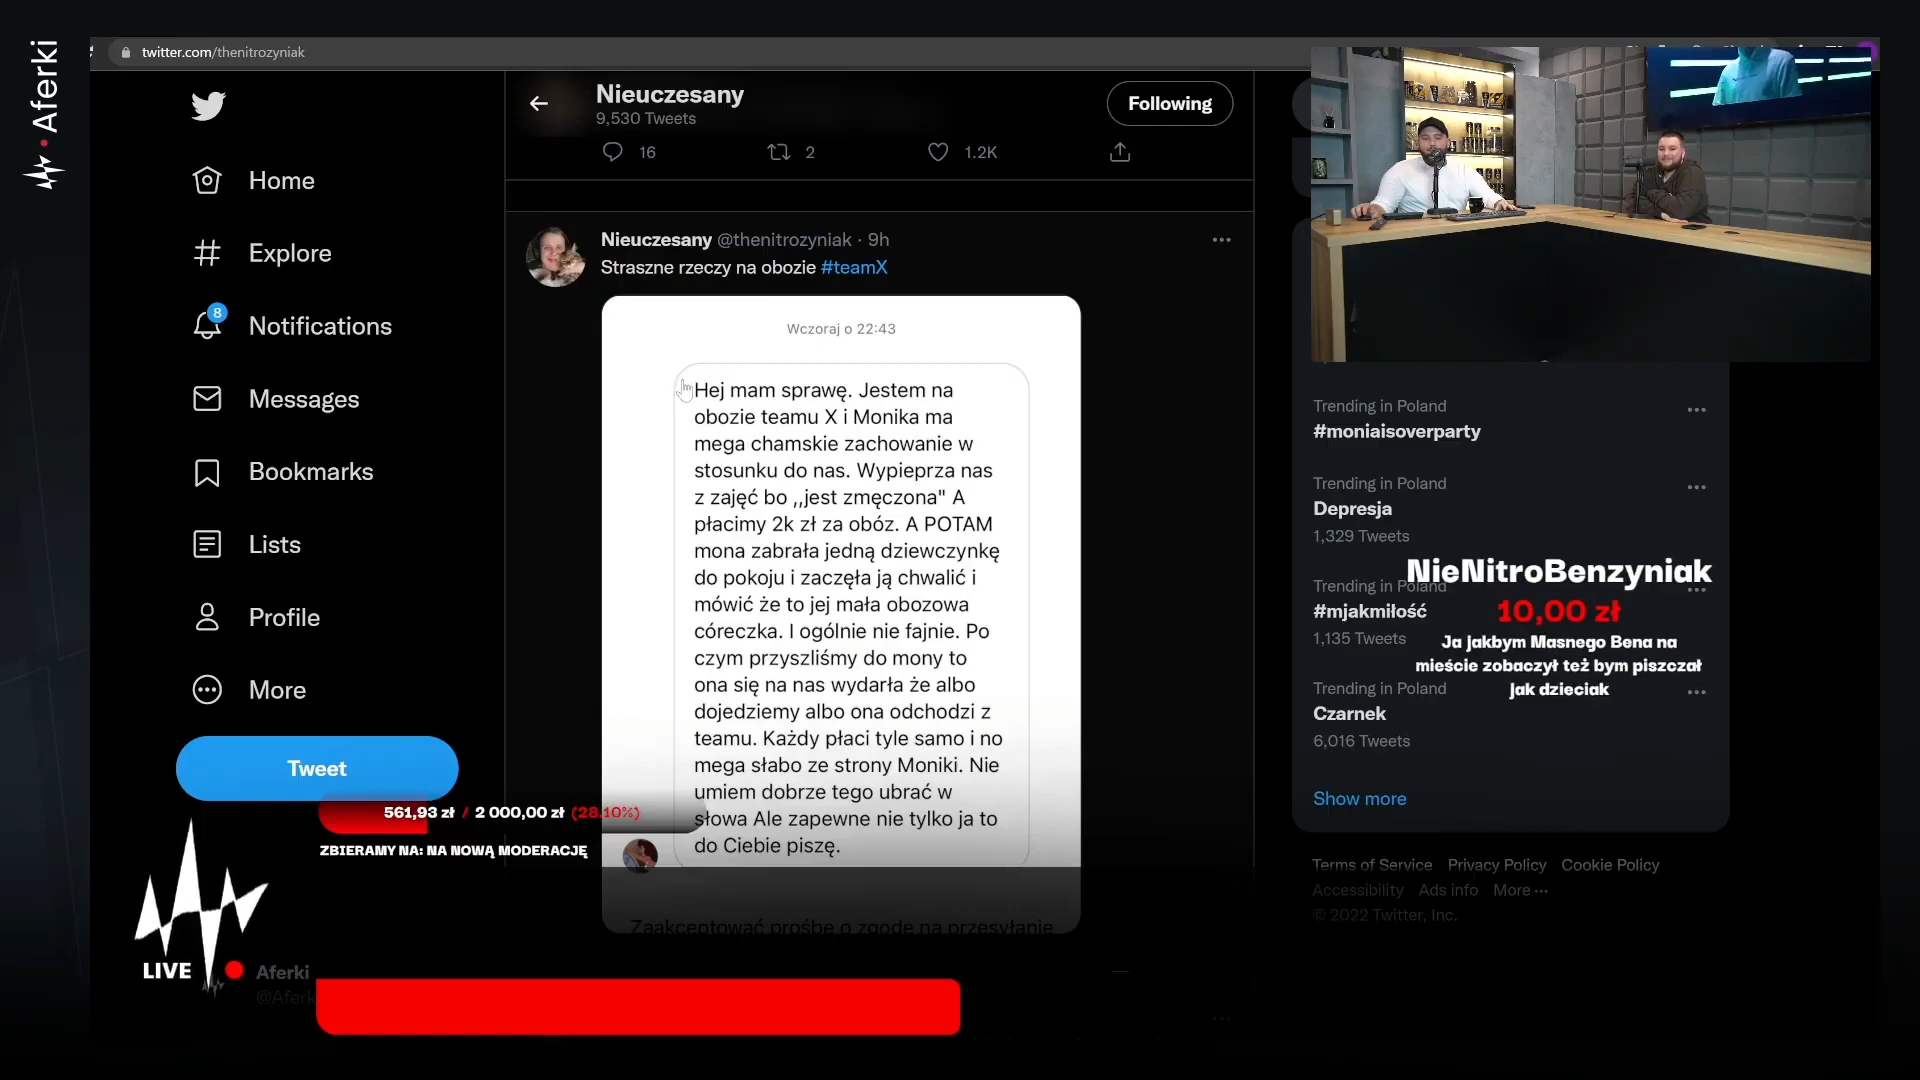 Aferki
twitter.com/thenitrozyniak
Nieuczesany
9,530 Tweets
Following
16
2
1.2K
Home
Explore
8
Notifications
Messages
Bookmarks
Lists
Profile
More
Tweet
Nieuczesany @thenitrozyniak · 9h
Straszne rzeczy na obozie #teamX
Wczoraj o 22:43
Hej mam sprawę. Jestem na
obozie teamu X i Monika ma
mega chamskie zachowanie w
stosunku do nas. Wypieprza nas
z zajęć bo ,,jest zmęczona" A
płacimy 2k zł za obóz. A POTAM
mona zabrała jedną dziewczynkę
do pokoju i zaczęła ją chwalić i
mówić że to jej mała obozowa
córeczka. I ogólnie nie fajnie. Po
czym przyszliśmy do mony to
ona się na nas wydarła że albo
dojedziemy albo ona odchodzi z
teamu. Każdy płaci tyle samo i no
mega słabo ze strony Moniki. Nie
umiem dobrze tego ubrać w
słowa Ale zapewne nie tylko ja to
do Ciebie piszę.
Zaakceptować prośbę o zgodę na przesyłanie
561,93 zł / 2 000,00 zł (28.10%)
ZBIERAMY NA: NA NOWĄ MODERACJĘ
LIVE
Aferki
@Aferk
Trending in Poland
#moniaisoverparty
Trending in Poland
Depresja
1,329 Tweets
Trending in Poland
#mjakmiłość
1,135 Tweets
Trending in Poland
Czarnek
6,016 Tweets
Show more
NieNitroBenzyniak
10,00 zł
Ja jakbym Masnego Bena na
mieście zobaczył też bym piszczał
jak dzieciak
Terms of Service Privacy Policy Cookie Policy
Accessibility Ads info More
© 2022 Twitter, Inc.